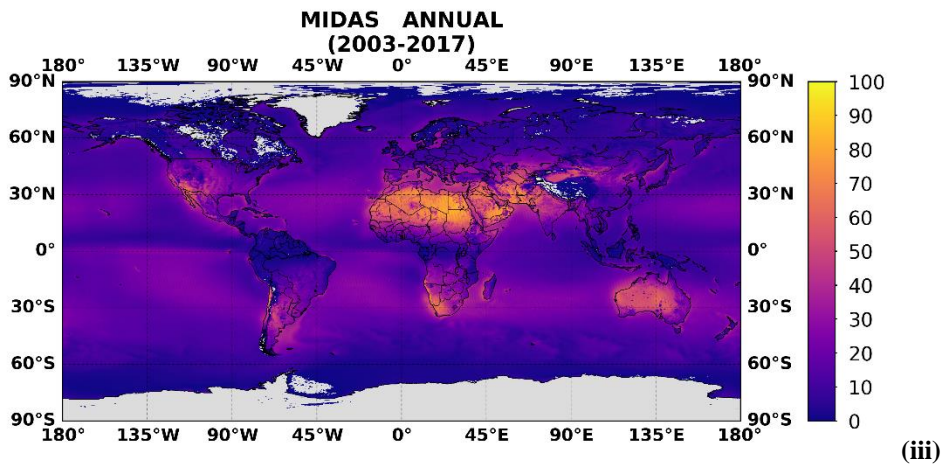 MIDAS ANNUAL
(2003-2017)
180° 135°W 90°W 45°W 0° 45°E 90°E 135°E 180°
90°N 90°N 100
90
60°N 60°N 80
70
30°N 30°N 60
0° 0° 50
40
30°S 30°S 30
20
60°S 60°S 10
90°S 90°S 0
180° 135°W 90°W 45°W 0° 45°E 90°E 135°E 180°
(iii)